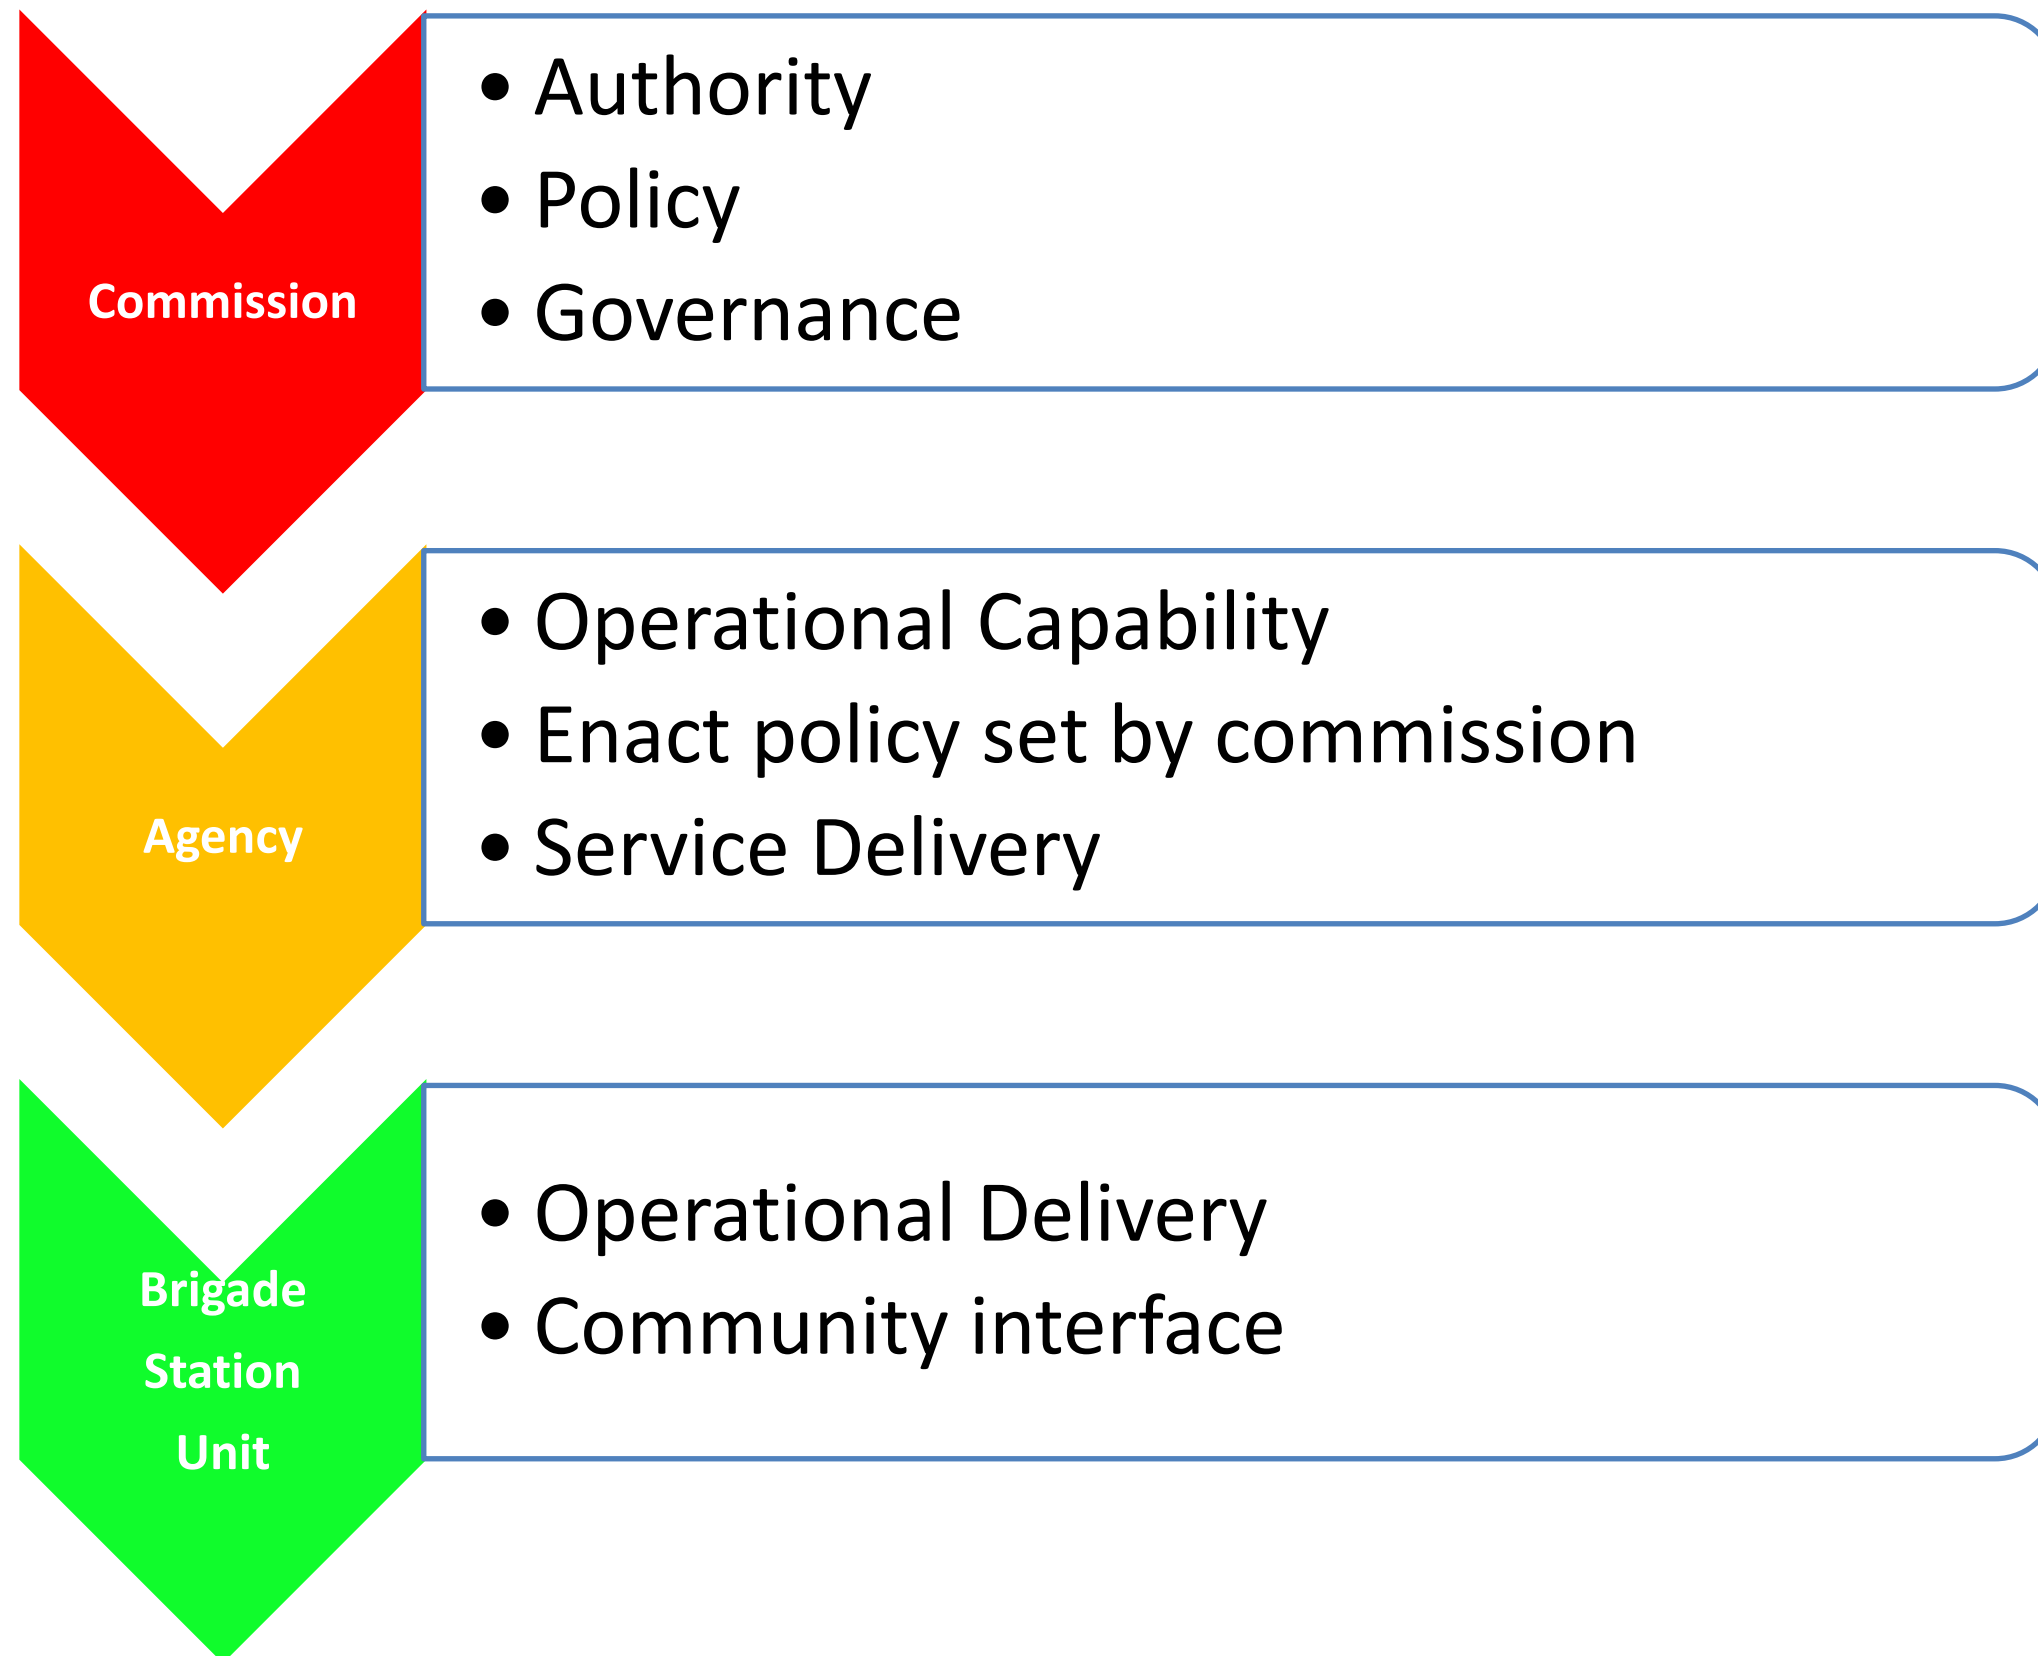 Commission
• Authority
• Policy
• Governance
Agency
• Operational Capability
• Enact policy set by commission
• Service Delivery
Brigade
Station
Unit
• Operational Delivery
• Community interface